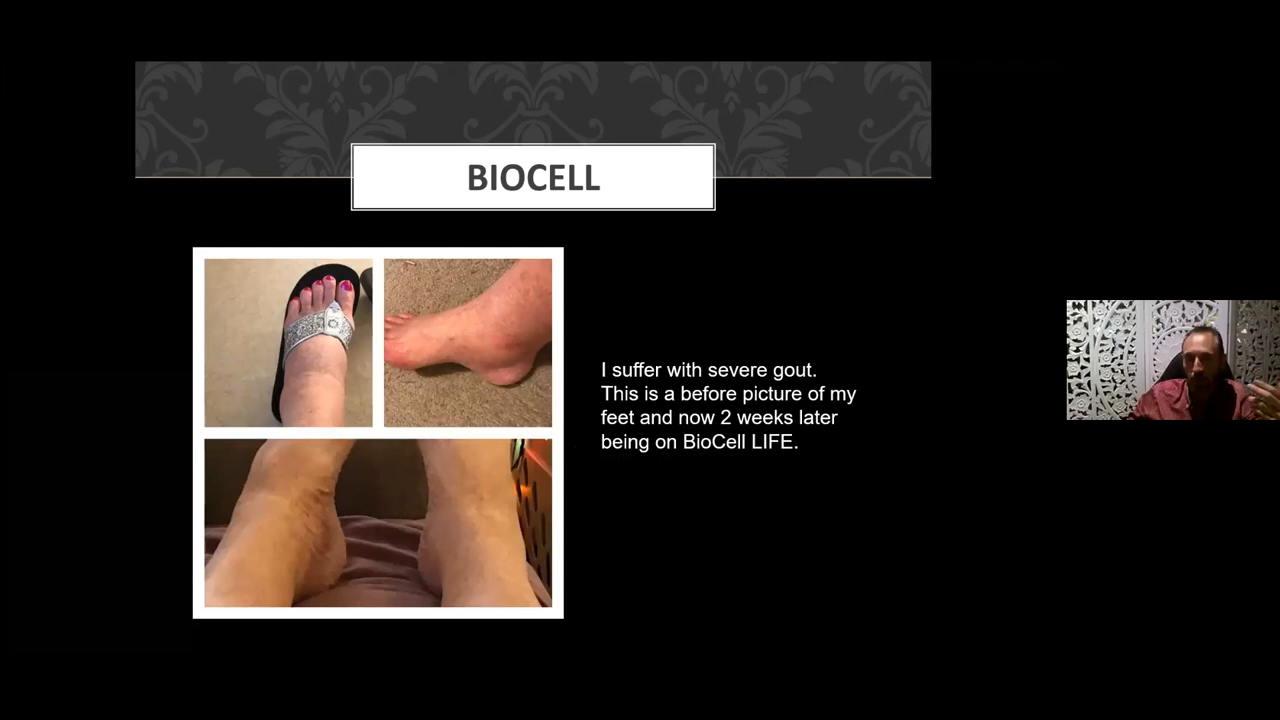 BIOCELL
I suffer with severe gout.
This is a before picture of my
feet and now 2 weeks later
being on BioCell LIFE.